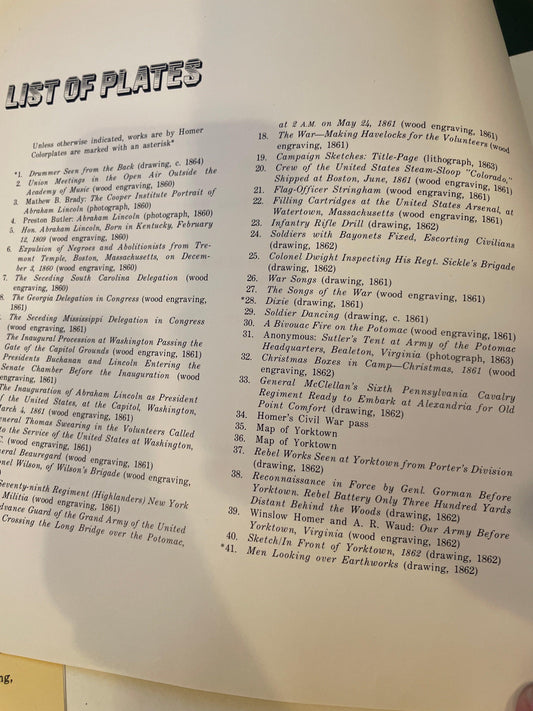 LIST OF PLATES
Unless otherwise indicated, works are by Homer
Colorplates are marked with an asterisk*
*1. Drummer Seen from the Back (drawing, c. 1864)
2. Union Meetings in the Open Air Outside the
Academy of Music (wood engraving, 1860)
3. Mathew B. Brady: The Cooper Institute Portrait of
Abraham Lincoln (photograph, 1860)
4. Preston Butler: Abraham Lincoln (photograph, 1860)
5. Hon. Abraham Lincoln, Born in Kentucky, February
12, 1809 (wood engraving, 1860)
6. Expulsion of Negroes and Abolitionists from Tre-
mont Temple, Boston, Massachusetts, on Decem-
ber 3, 1860 (wood engraving, 1860)
7. The Seceding South Carolina Delegation (wood
engraving, 1860)
8. The Georgia Delegation in Congress (wood engraving,
1861)
The Seceding Mississippi Delegation in Congress
(wood engraving, 1861)
The Inaugural Procession at Washington Passing the
Gate of the Capitol Grounds (wood engraving, 1861)
Presidents Buchanan and Lincoln Entering the
Senate Chamber Before the Inauguration (wood
engraving, 1861)
The Inauguration of Abraham Lincoln as President
of the United States, at the Capitol, Washington,
March 4, 1861 (wood engraving, 1861)
General Thomas Swearing in the Volunteers Called
to the Service of the United States at Washington,
C. (wood engraving, 1861)
eral Beauregard (wood engraving, 1861)
nel Wilson, of Wilson's Brigade (wood engraving,
)
Seventy-ninth Regiment (Highlanders) New York
Militia (wood engraving, 1861)
dvance Guard of the Grand Army of the United
Crossing the Long Bridge over the Potomac,
at 2 A.M. on May 24, 1861 (wood engraving, 1861)
18. The War—Making Havelocks for the Volunteers (wood
engraving, 1861)
19. Campaign Sketches: Title-Page (lithograph, 1863)
20. Crew of the United States Steam-Sloop "Colorado,"
Shipped at Boston, June, 1861 (wood engraving, 1861)
21. Flag-Officer Stringham (wood engraving, 1861)
22. Filling Cartridges at the United States Arsenal, at
Watertown, Massachusetts (wood engraving, 1861)
23. Infantry Rifle Drill (drawing, 1862)
24. Soldiers with Bayonets Fixed, Escorting Civilians
(drawing, 1862)
25. Colonel Dwight Inspecting His Regt. Sickle's Brigade
(drawing, 1862)
26. War Songs (drawing, 1861)
27. The Songs of the War (wood engraving, 1861)
*28. Dixie (drawing, 1861)
29. Soldier Dancing (drawing, c. 1861)
30. A Bivouac Fire on the Potomac (wood engraving, 1861)
31. Anonymous: Sutler's Tent at Army of the Potomac
Headquarters, Bealeton, Virginia (photograph, 1863)
32. Christmas Boxes in Camp—Christmas, 1861 (wood
engraving, 1862)
33. General McClellan's Sixth Pennsylvania Cavalry
Regiment Ready to Embark at Alexandria for Old
Point Comfort (drawing, 1862)
34. Homer's Civil War pass
35. Map of Yorktown
36. Map of Yorktown
37. Rebel Works Seen at Yorktown from Porter's Division
(drawing, 1862)
38. Reconnaissance in Force by Genl. Gorman Before
Yorktown. Rebel Battery Only Three Hundred Yards
Distant Behind the Woods (drawing, 1862)
39. Winslow Homer and A. R. Waud: Our Army Before
Yorktown, Virginia (wood engraving, 1862)
40. Sketch/In Front of Yorktown, 1862 (drawing, 1862)
*41. Men Looking over Earthworks (drawing, 1862)
ng,